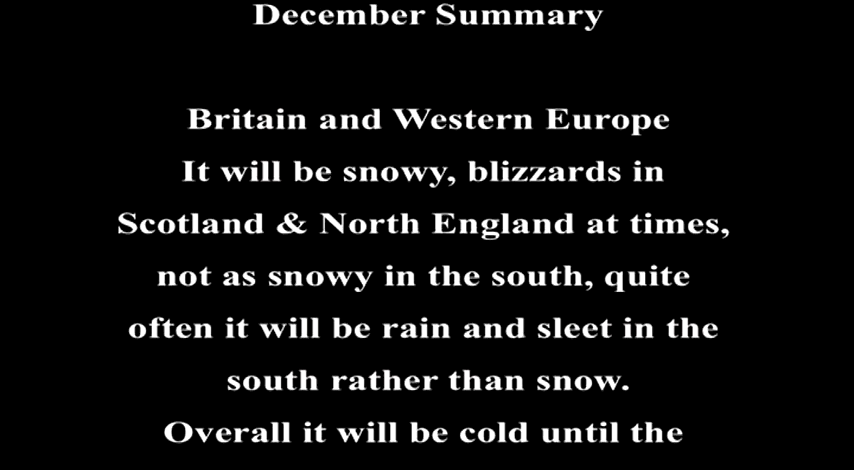 December Summary
Britain and Western Europe
It will be snowy, blizzards in
Scotland & North England at times,
not as snowy in the south, quite
often it will be rain and sleet in the
south rather than snow.
Overall it will be cold until the